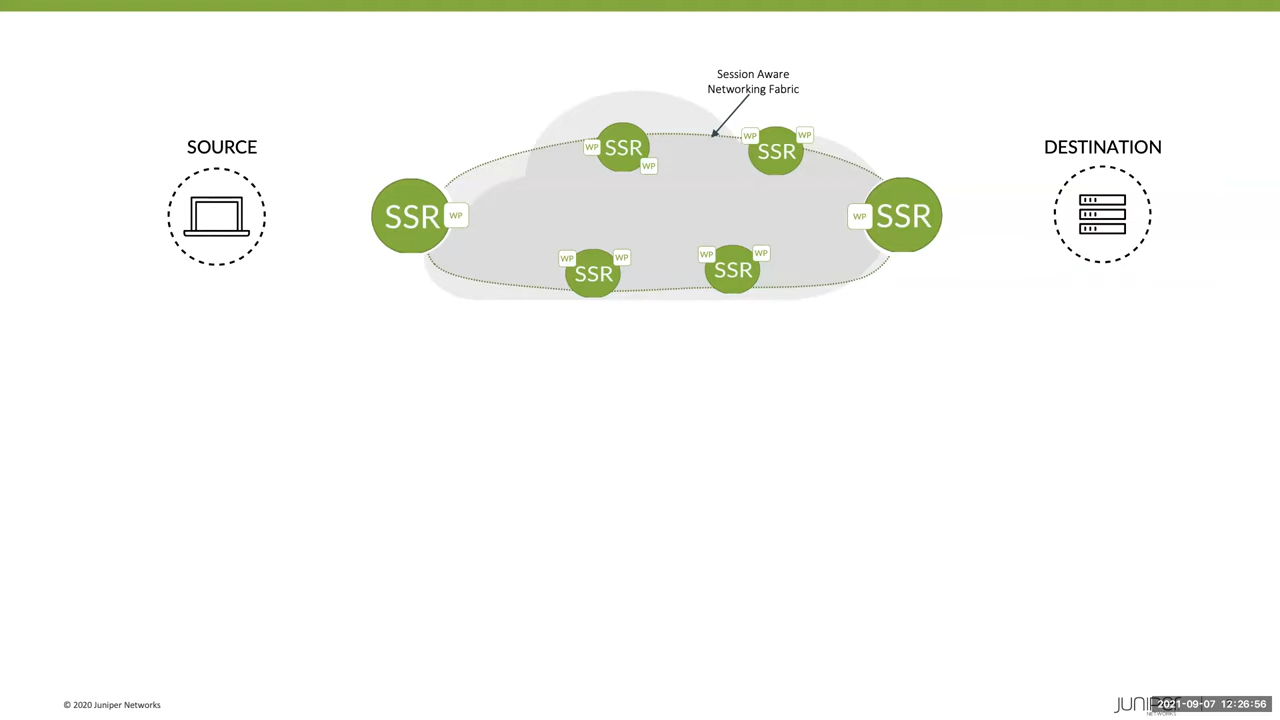 Session Aware
Networking Fabric
SOURCE
DESTINATION
WP
SSR
WP
WP
SSR
WP
SSR
WP
WP
SSR
WP
SSR
WP
WP
SSR
WP
© 2020 Juniper Networks
2021-09-07 12:26:56